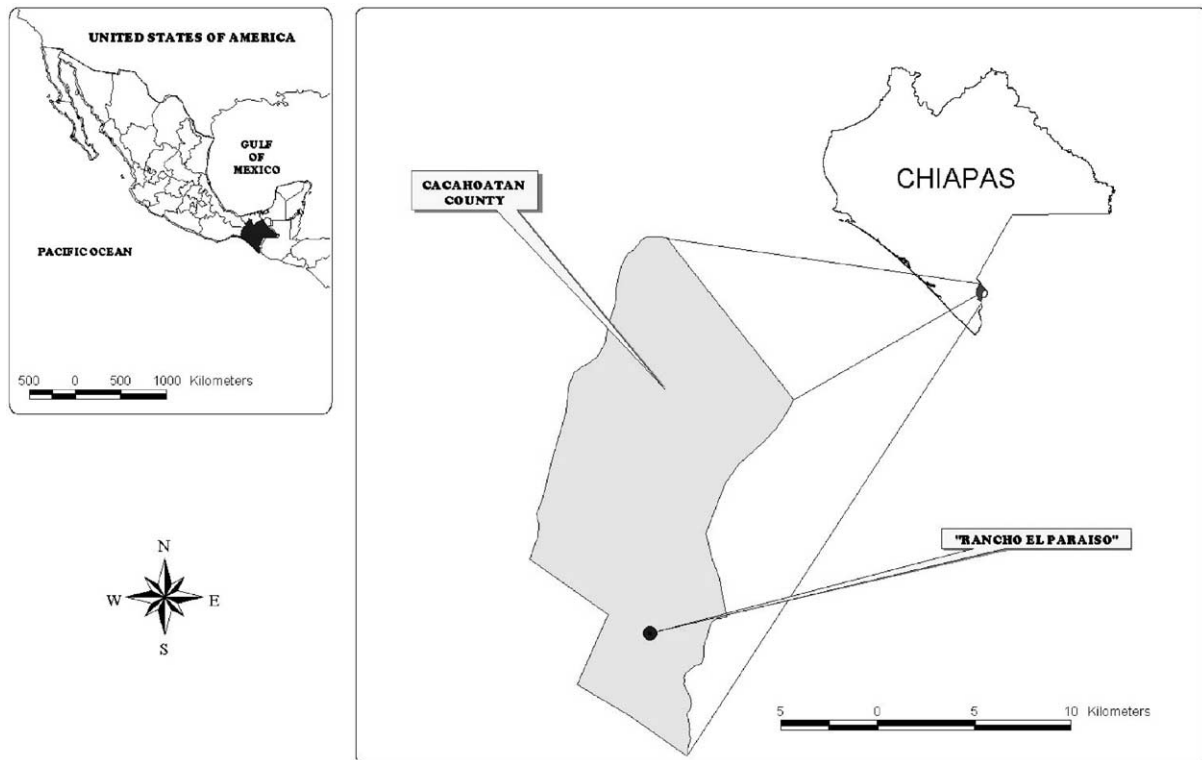 UNITED STATES OF AMERICA
GULF
OF
MEXICO
PACIFIC OCEAN
500 0 500 1000 Kilometers
N
W E
S
CHIAPAS
CACAHOATAN
COUNTY
"RANCHO EL PARAISO"
5 0 5 10 Kilometers